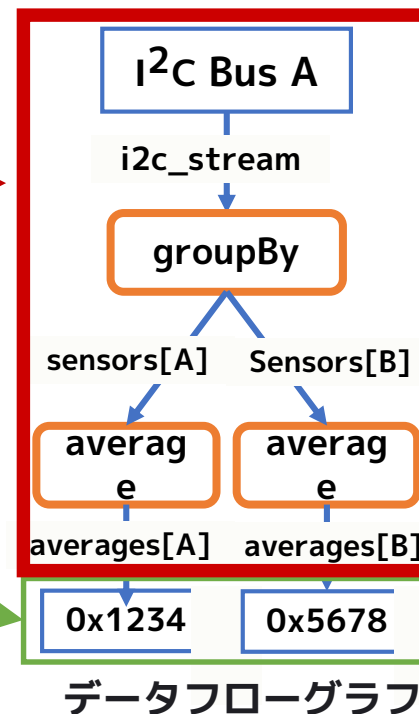 I²C Bus A
i2c_stream
groupBy
sensors[A] Sensors[B]
averag averag
e e
averages[A] averages[B]
0x1234 0x5678
データフローグラフ